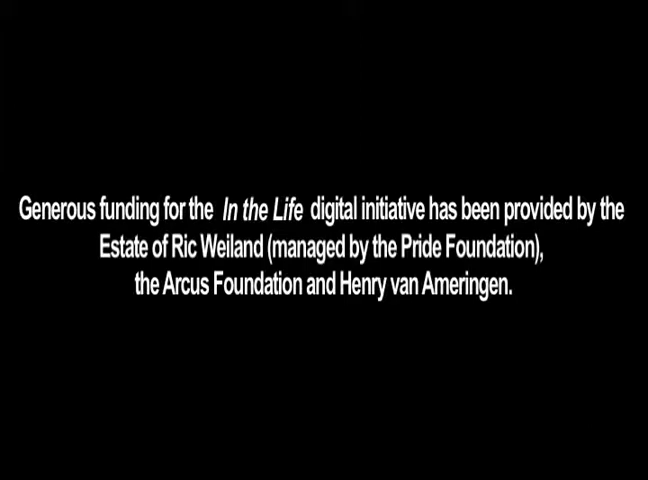 Generous funding for the In the Life digital initiative has been provided by the
Estate of Ric Weiland (managed by the Pride Foundation),
the Arcus Foundation and Henry van Ameringen.